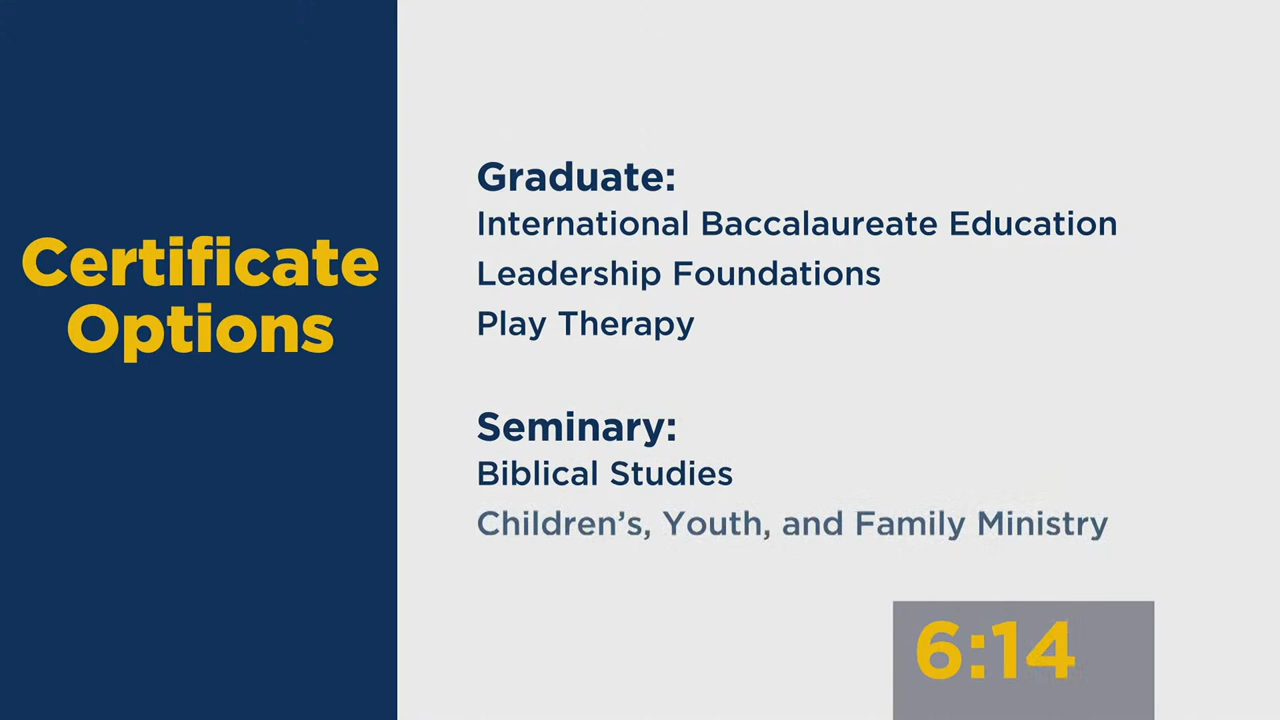 Certificate
Options
Graduate:
International Baccalaureate Education
Leadership Foundations
Play Therapy
Seminary:
Biblical Studies
Children’s, Youth, and Family Ministry
6:14